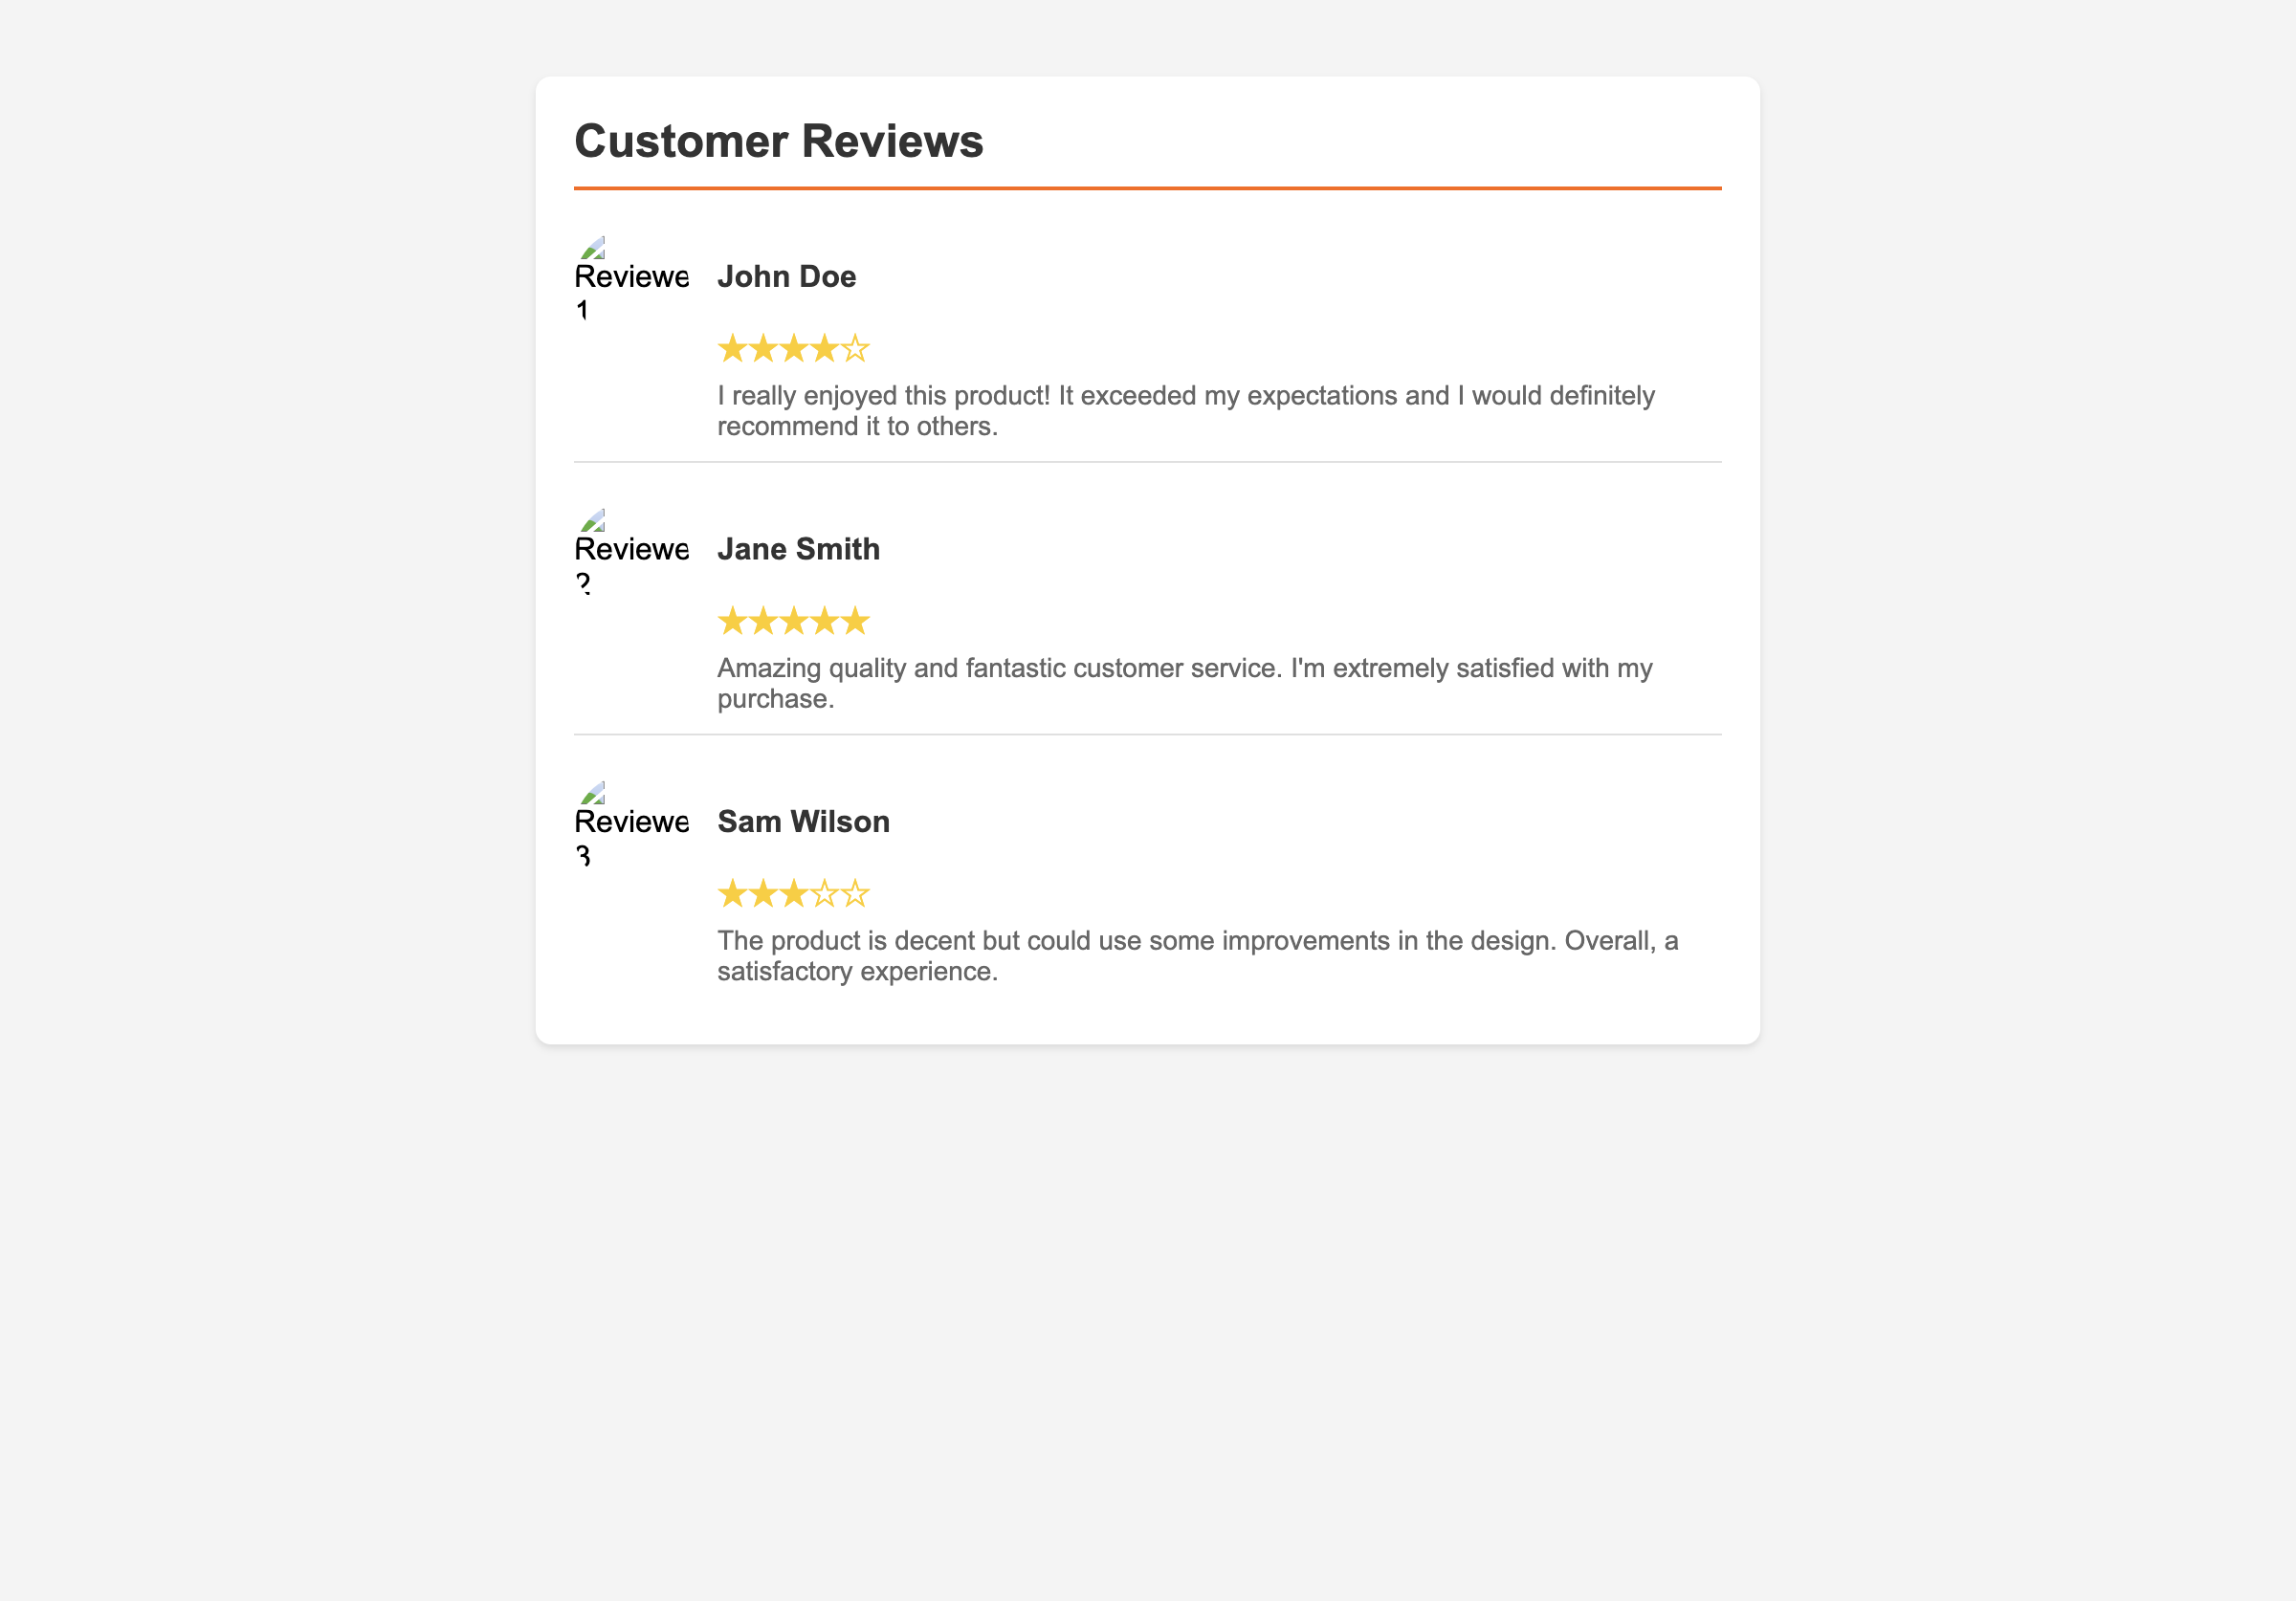 Customer Reviews
Reviewe
1
John Doe
★★★★☆
I really enjoyed this product! It exceeded my expectations and I would definitely
recommend it to others.
Reviewe
2
Jane Smith
★★★★★
Amazing quality and fantastic customer service. I'm extremely satisfied with my
purchase.
Reviewe
3
Sam Wilson
★★★☆☆
The product is decent but could use some improvements in the design. Overall, a
satisfactory experience.